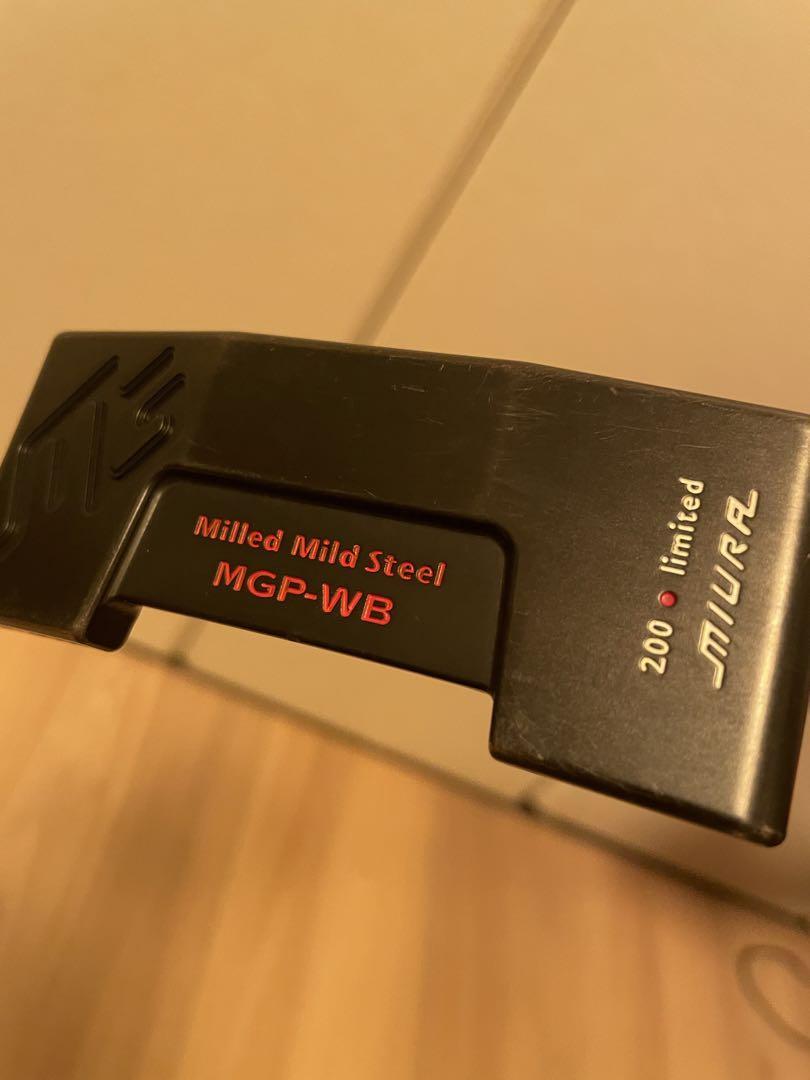 Milled Mild Steel
MGP-WB
200 • limited
MIURA